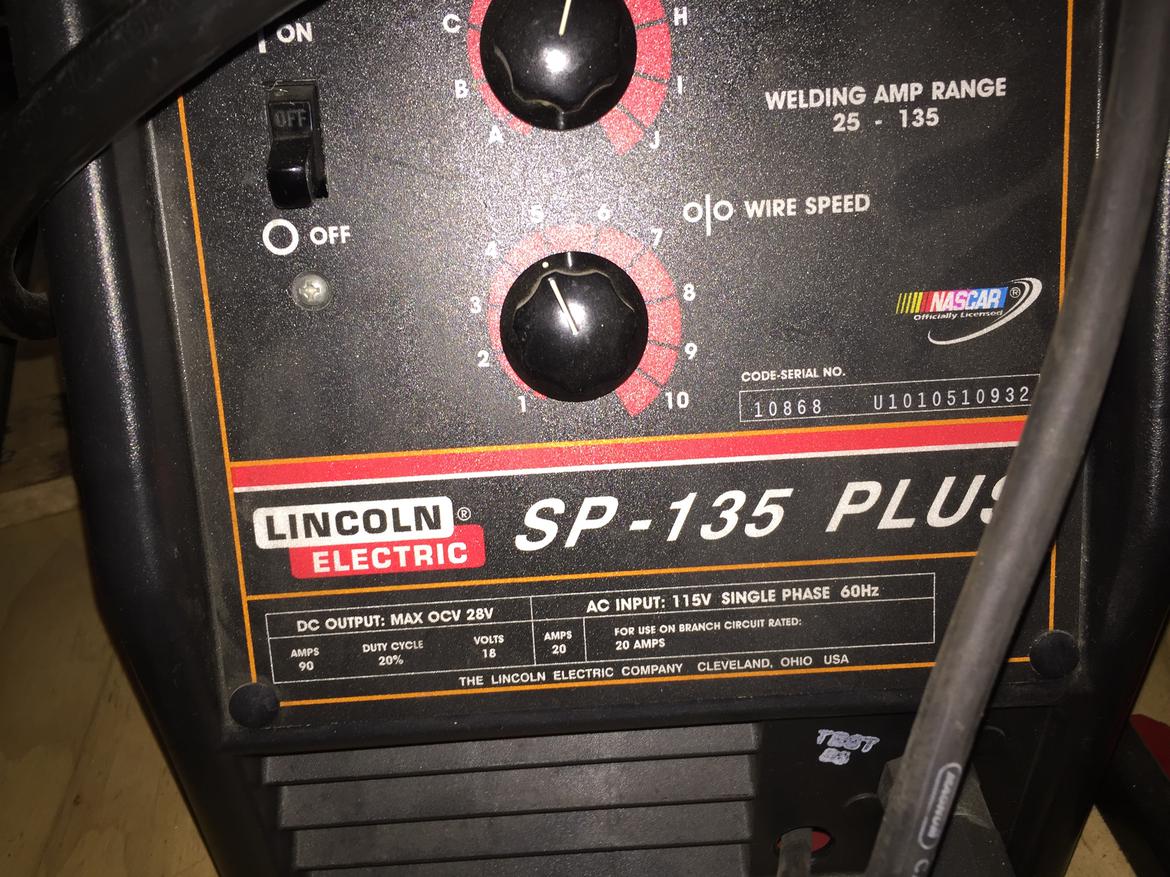 ON
OFF
OFF
C
B
A
H
I
J
WELDING AMP RANGE
25 - 135
WIRE SPEED
1
2
3
4
5
6
7
8
9
10
NASCAR®
Officially Licensed
CODE-SERIAL NO.
10868 U1010510932
LINCOLN®
ELECTRIC
SP-135 PLUS
DC OUTPUT: MAX OCV 28V
AMPS
90
DUTY CYCLE
20%
VOLTS
18
AC INPUT: 115V SINGLE PHASE 60Hz
AMPS
20
FOR USE ON BRANCH CIRCUIT RATED:
20 AMPS
THE LINCOLN ELECTRIC COMPANY CLEVELAND, OHIO USA
TEST